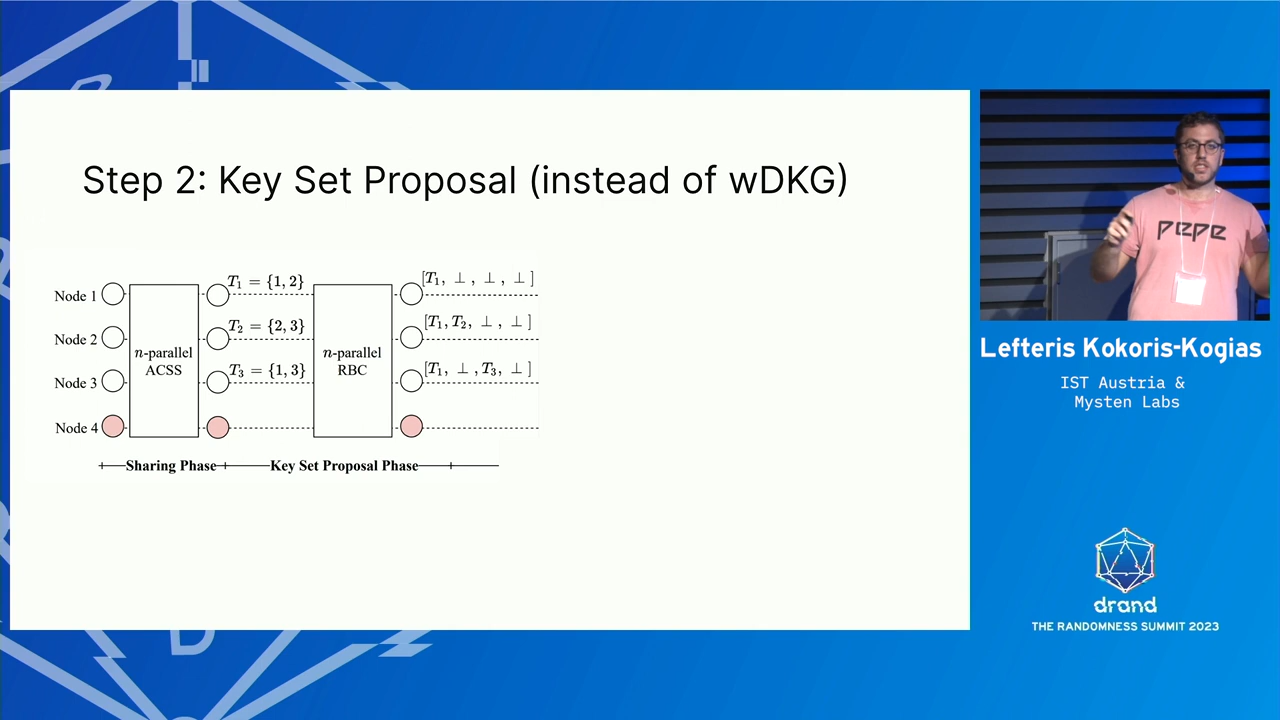 Step 2: Key Set Proposal (instead of wDKG)
Node 1
Node 2
Node 3
Node 4
n-parallel
ACSS
T₁ = {1, 2}
T₂ = {2, 3}
T₃ = {1, 3}
n-parallel
RBC
[T₁, ⊥, ⊥, ⊥]
[T₁, T₂, ⊥, ⊥]
[T₁, ⊥, T₃, ⊥]
Sharing Phase
Key Set Proposal Phase
pepe
Lefteris Kokoris-Kogias
IST Austria &
Mysten Labs
drand
THE RANDOMNESS SUMMIT 2023